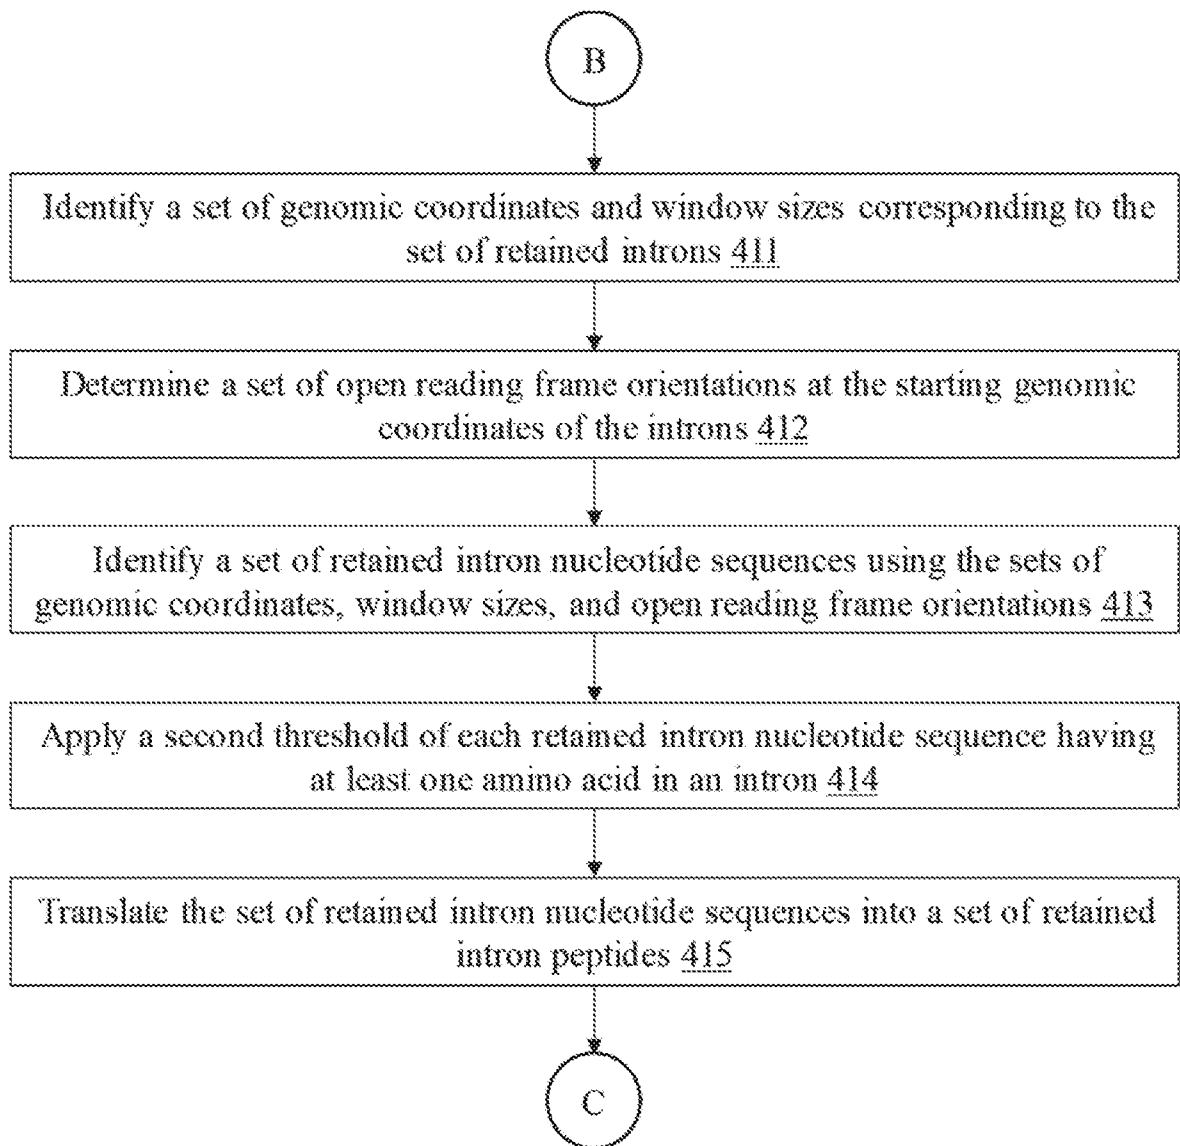 B
Identify a set of genomic coordinates and window sizes corresponding to the
set of retained introns 411
Determine a set of open reading frame orientations at the starting genomic
coordinates of the introns 412
Identify a set of retained intron nucleotide sequences using the sets of
genomic coordinates, window sizes, and open reading frame orientations 413
Apply a second threshold of each retained intron nucleotide sequence having
at least one amino acid in an intron 414
Translate the set of retained intron nucleotide sequences into a set of retained
intron peptides 415
C